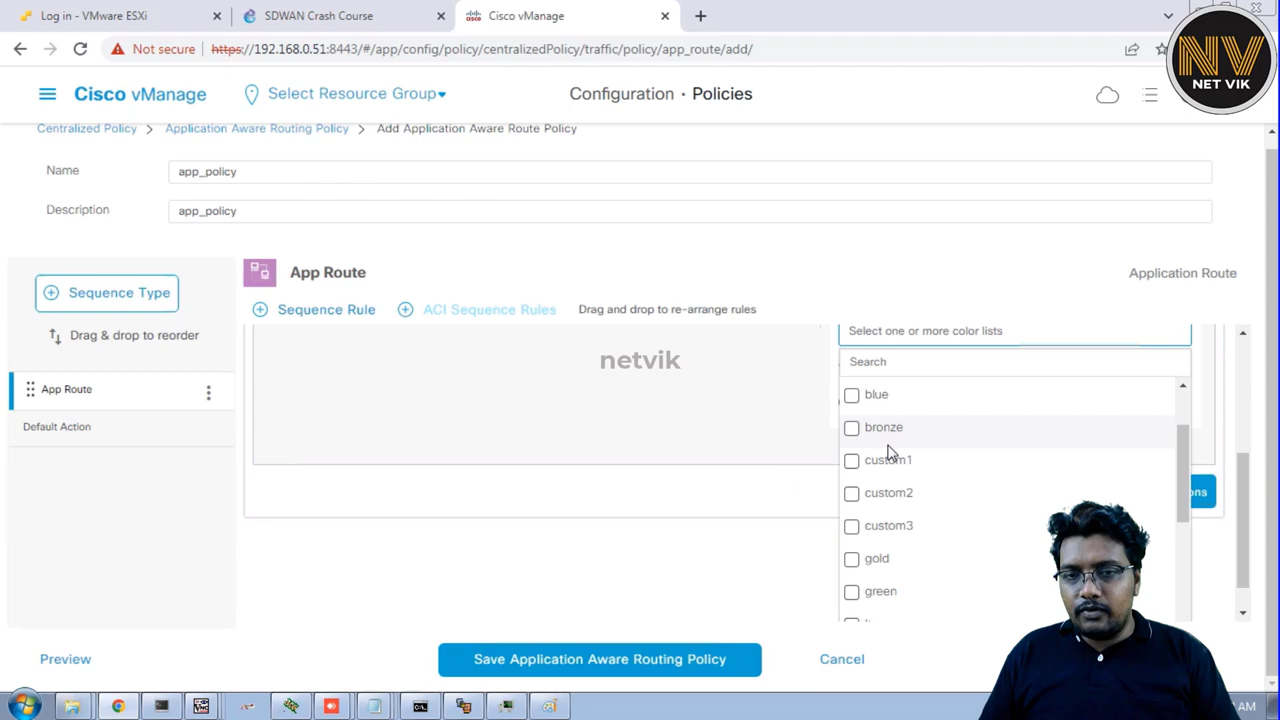 Log in - VMware ESXi
SDWAN Crash Course
Cisco vManage
Not secure
https://192.168.0.51:8443/#/app/config/policy/centralizedPolicy/traffic/policy/app_route/add/
NV
NET VIK
Cisco vManage
Select Resource Group
Configuration · Policies
Centralized Policy > Application Aware Routing Policy > Add Application Aware Route Policy
Name
app_policy
Description
app_policy
Sequence Type
Drag & drop to reorder
App Route
Default Action
App Route
Application Route
Sequence Rule
ACI Sequence Rules
Drag and drop to re-arrange rules
Select one or more color lists
Search
netvik
blue
bronze
custom1
custom2
custom3
gold
green
ons
Preview
Save Application Aware Routing Policy
Cancel
AM